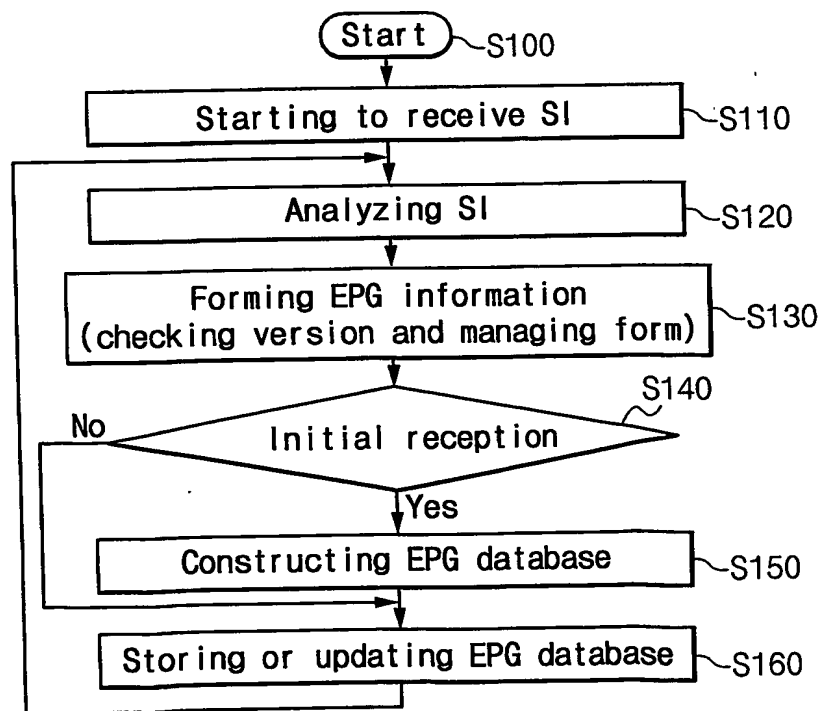 Start
S100
Starting to receive SI
S110
Analyzing SI
S120
Forming EPG information
(checking version and managing form)
S130
S140
No
Initial reception
Yes
Constructing EPG database
S150
Storing or updating EPG database
S160